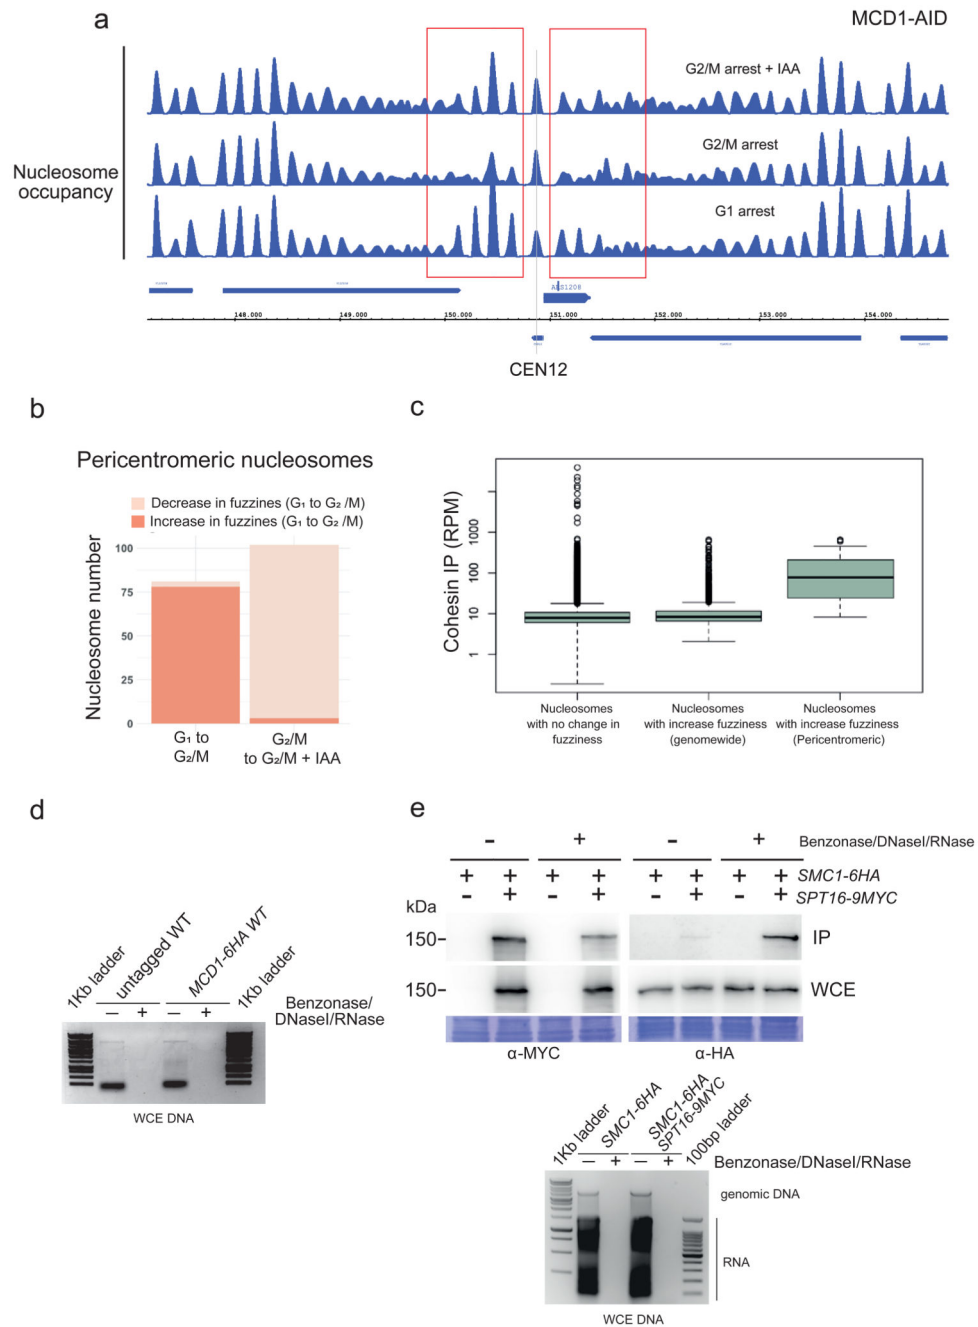 a
MCD1-AID
G2/M arrest + IAA
G2/M arrest
G1 arrest
Nucleosome
occupancy
148.000
149.000
150.000
151.000
152.000
153.000
154.000
CEN12
b
Pericentromeric nucleosomes
Decrease in fuzzines (G₁ to G₂ /M)
Increase in fuzzines (G₁ to G₂ /M)
Nucleosome number
100
75
50
25
0
G₁ to
G₂/M
G₂/M
to G₂/M + IAA
c
Cohesin IP (RPM)
1000
100
10
1
Nucleosomes
with no change in
fuzziness
Nucleosomes
with increase fuzziness
(genomewide)
Nucleosomes
with increase fuzziness
(Pericentromeric)
d
1Kb ladder
untagged WT
MCD1-6HA WT
1Kb ladder
– + – +
Benzonase/
DNaseI/RNase
WCE DNA
e
- + - +
Benzonase/DNaseI/RNase
+ + + + + + + +
SMC1-6HA
- + - + - + - +
SPT16-9MYC
kDa
150-
IP
150-
WCE
α-MYC
α-HA
1Kb ladder
SMC1-6HA
SMC1-6HA
SPT16-9MYC
100bp ladder
– + – +
Benzonase/DNaseI/RNase
genomic DNA
RNA
WCE DNA